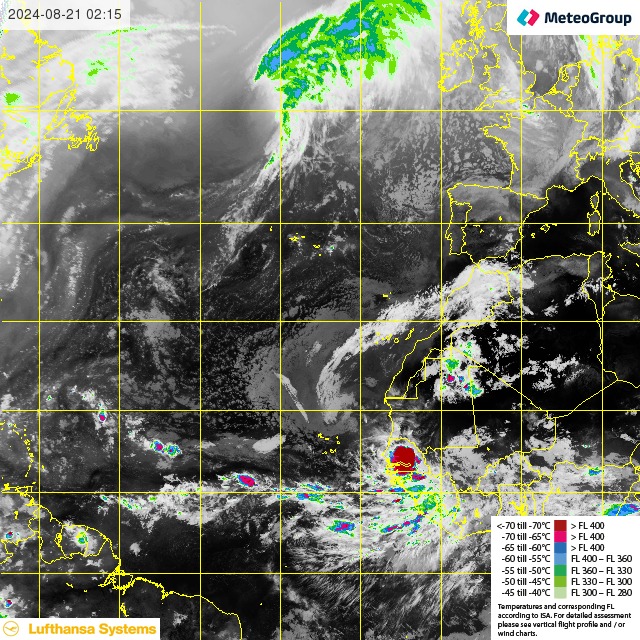 2024-08-21 02:15
MeteoGroup
<-70 till -70°C > FL 400
-70 till -65°C > FL 400
-65 till -60°C > FL 400
-60 till -55°C FL 400 – FL 360
-55 till -50°C FL 360 – FL 330
-50 till -45°C FL 330 – FL 300
-45 till -40°C FL 300 – FL 280
Temperatures and corresponding FL
according to ISA. For detailed assessment
please see vertical flight profile and / or
wind charts.
Lufthansa Systems